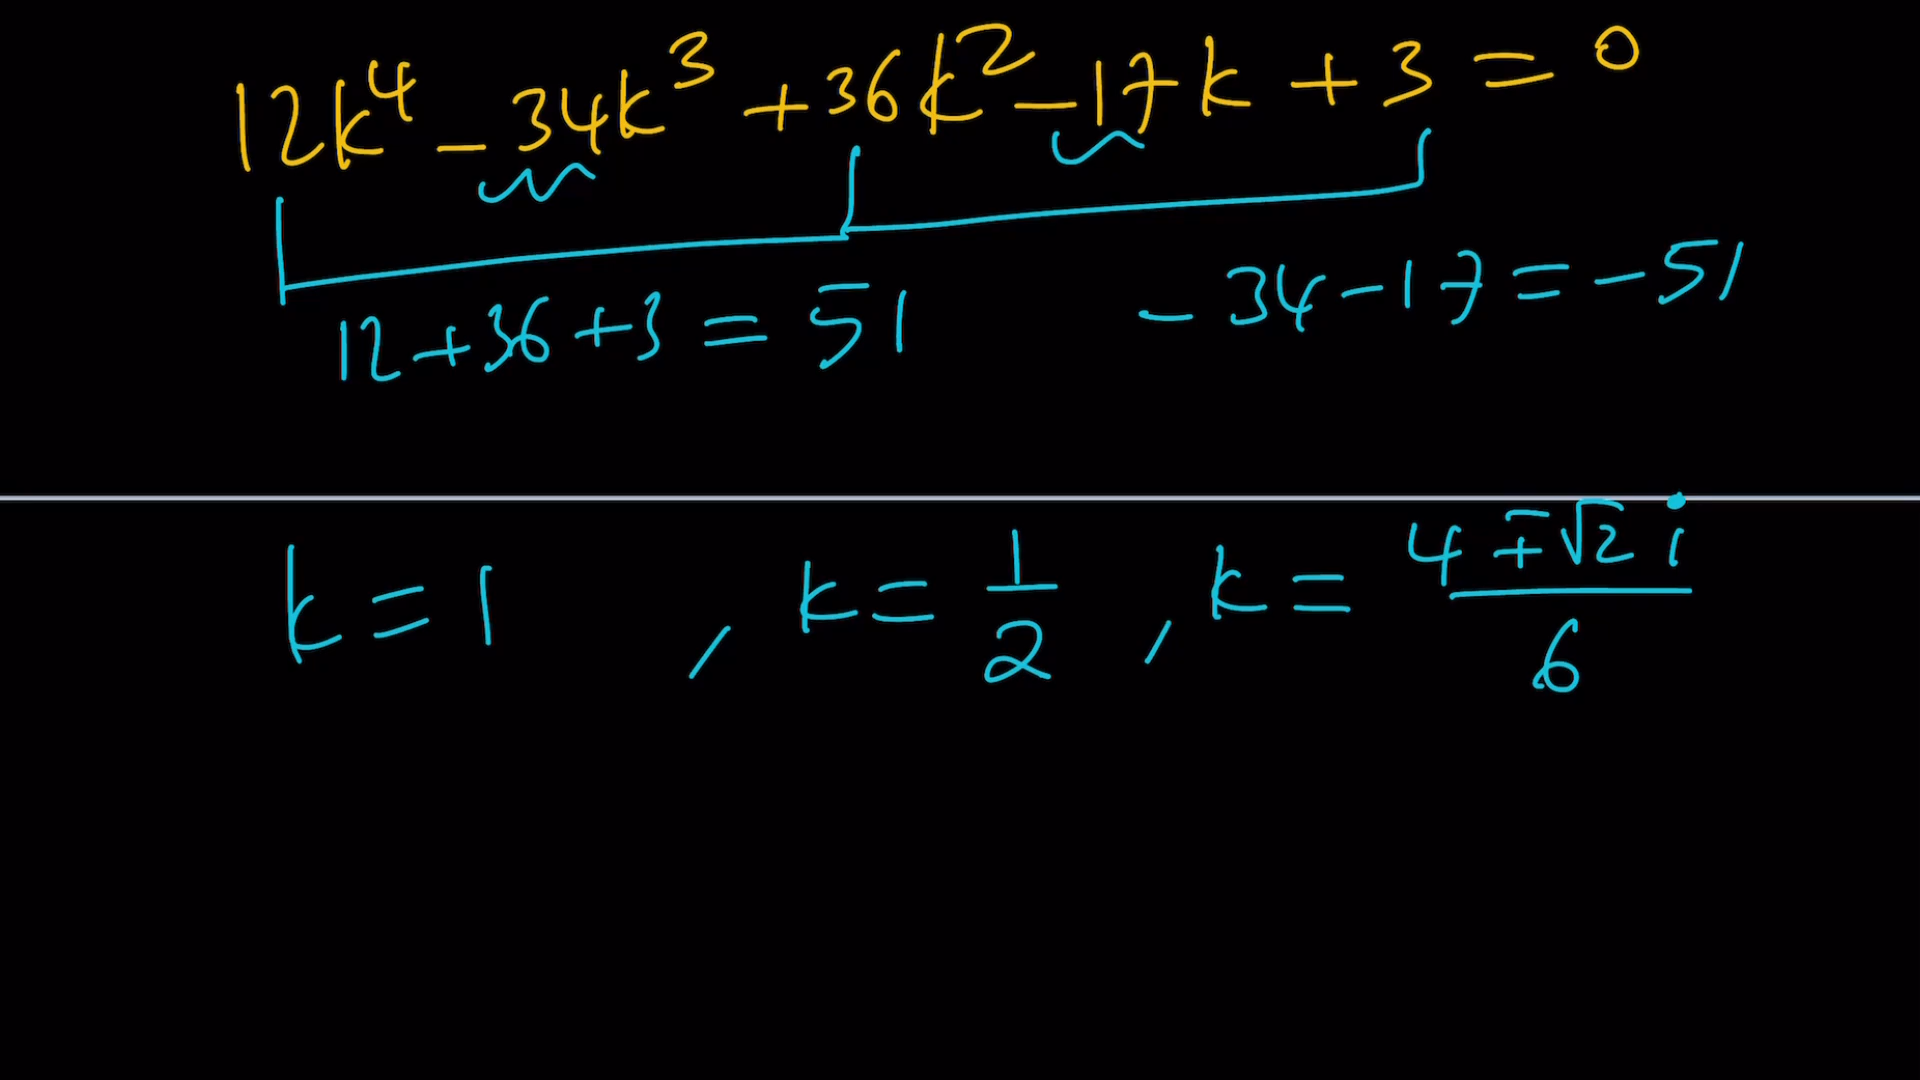 12k⁴ - 34k³ + 36k² - 17k + 3 = 0
12 + 36 + 3 = 51 -34 - 17 = -51
k = 1 , k = 1/2 , k = (4 ∓ √2 i)/6